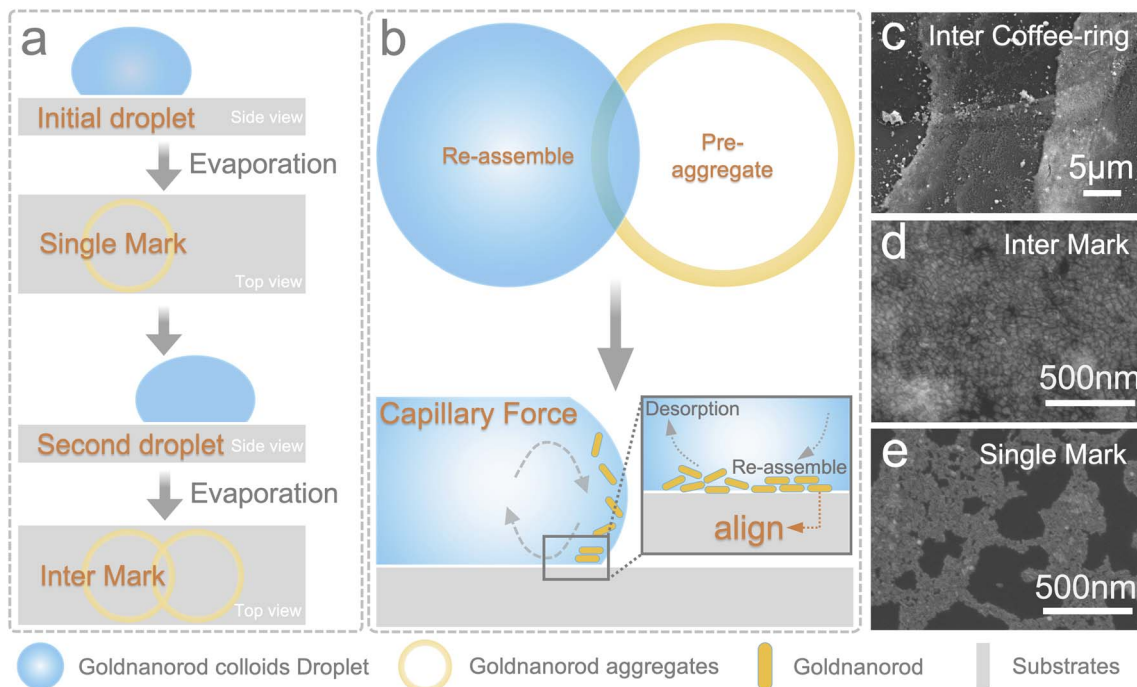 a
Initial droplet
Side view
Evaporation
Single Mark
Top view
Second droplet
Side view
Evaporation
Inter Mark
Top view
b
Re-assemble
Pre-
aggregate
Capillary Force
Desorption
Re-assemble
align
c
Inter Coffee-ring
5μm
d
Inter Mark
500nm
e
Single Mark
500nm
Goldnanorod colloids Droplet
Goldnanorod aggregates
Goldnanorod
Substrates